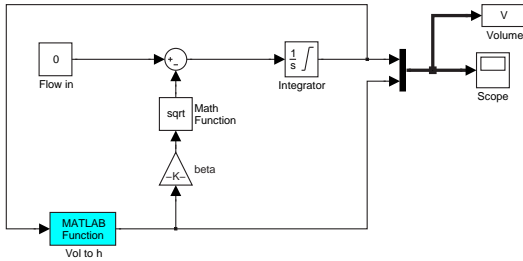 V
Volume
0
Flow in
+
−
1
s
Integrator
Scope
sqrt
Math
Function
–K–
beta
MATLAB
Function
Vol to h